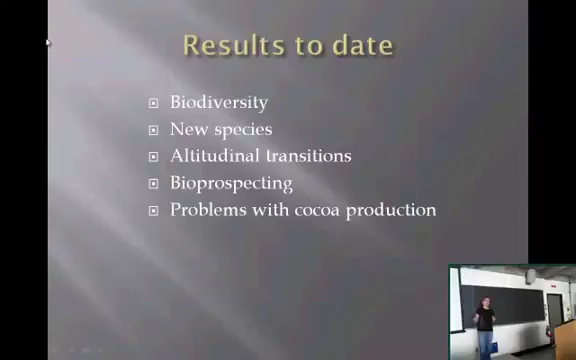 Results to date
Biodiversity
New species
Altitudinal transitions
Bioprospecting
Problems with cocoa production